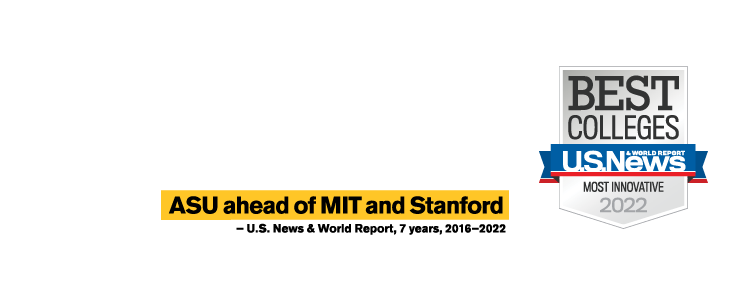 BEST
COLLEGES
U.S.News
& WORLD REPORT
MOST INNOVATIVE
2022
ASU ahead of MIT and Stanford
– U.S. News & World Report, 7 years, 2016–2022